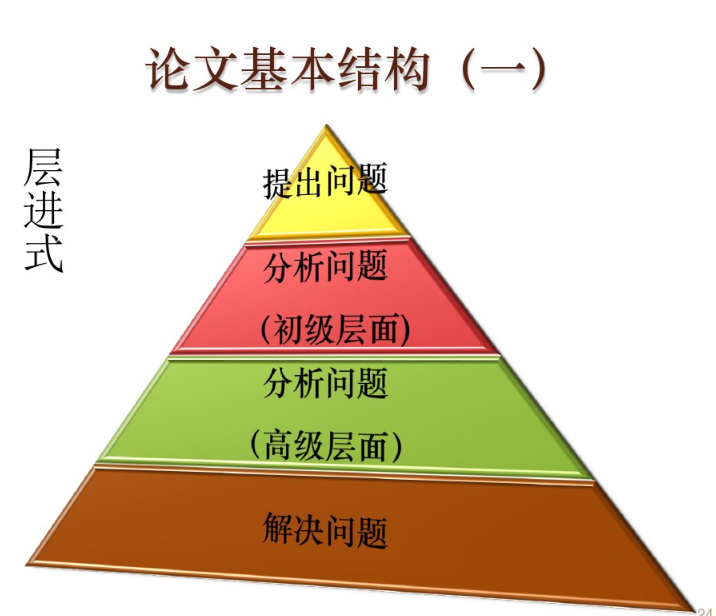 论文基本结构（一）
层进式
提出问题
分析问题
(初级层面)
分析问题
（高级层面）
解决问题
24